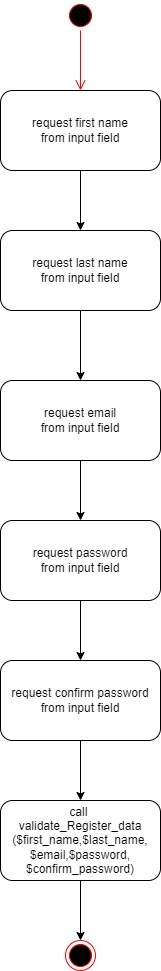 request first name
from input field
request last name
from input field
request email
from input field
request password
from input field
request confirm password
from input field
call
validate_Register_data
($first_name,$last_name,
$email,$password,
$confirm_password)